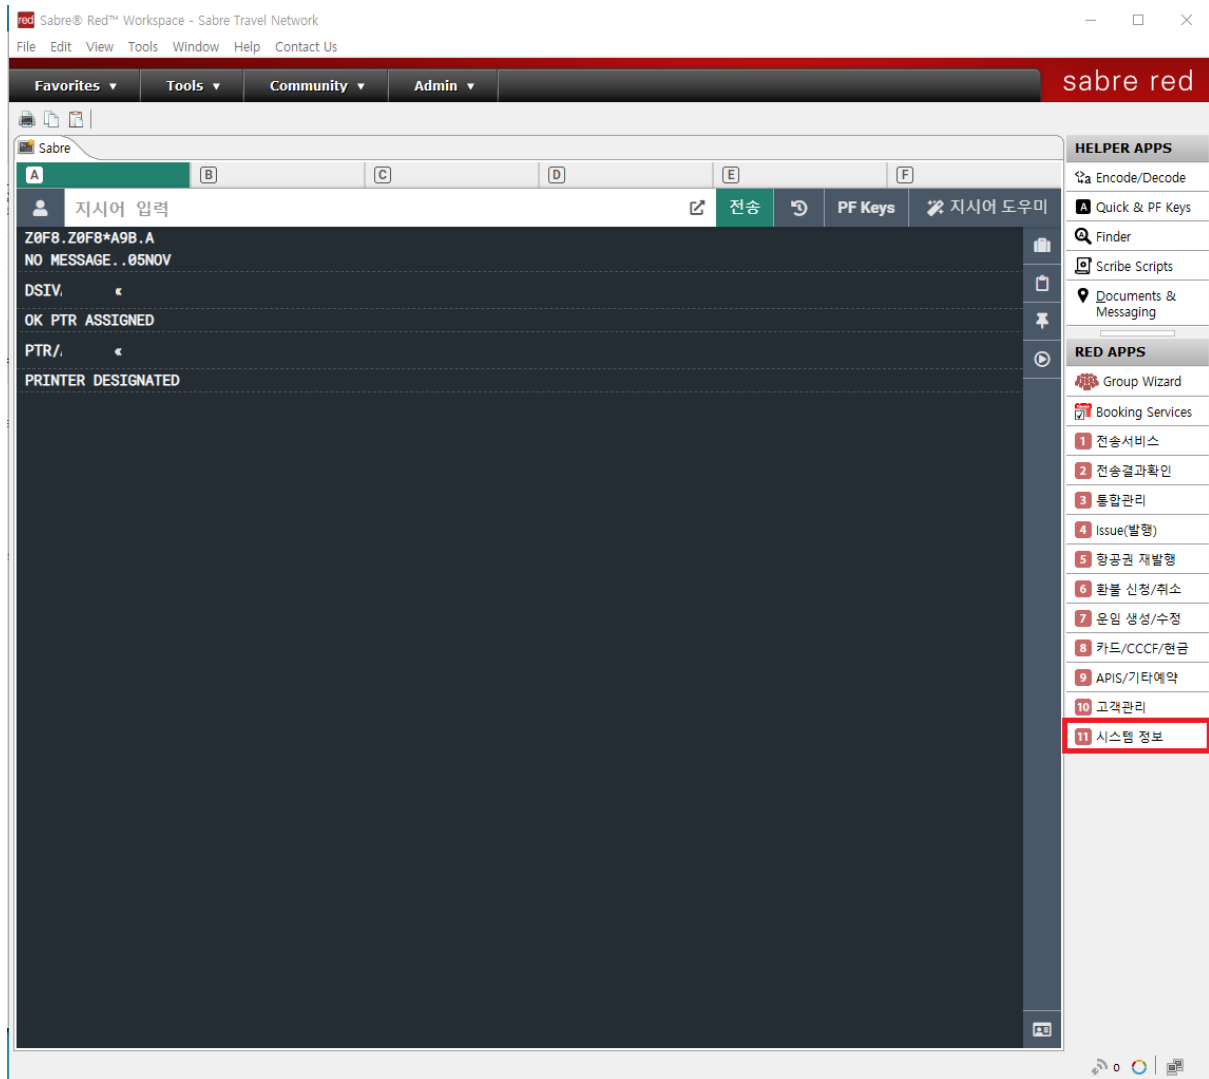 red Sabre® Red™ Workspace - Sabre Travel Network
File Edit View Tools Window Help Contact Us
Favorites Tools Community Admin
sabre red
Sabre
A B C D E F
지시어 입력 전송 PF Keys 지시어 도우미
Z0F8.Z0F8*A9B.A
NO MESSAGE..05NOV
DSIV
OK PTR ASSIGNED
PTR/
PRINTER DESIGNATED
HELPER APPS
Encode/Decode
A Quick & PF Keys
Finder
Scribe Scripts
Documents &
Messaging
RED APPS
Group Wizard
Booking Services
1 전송서비스
2 전송결과확인
3 통합관리
4 Issue(발행)
5 항공권 재발행
6 환불 신청/취소
7 운임 생성/수정
8 카드/CCCF/현금
9 APIS/기타예약
10 고객관리
11 시스템 정보
0